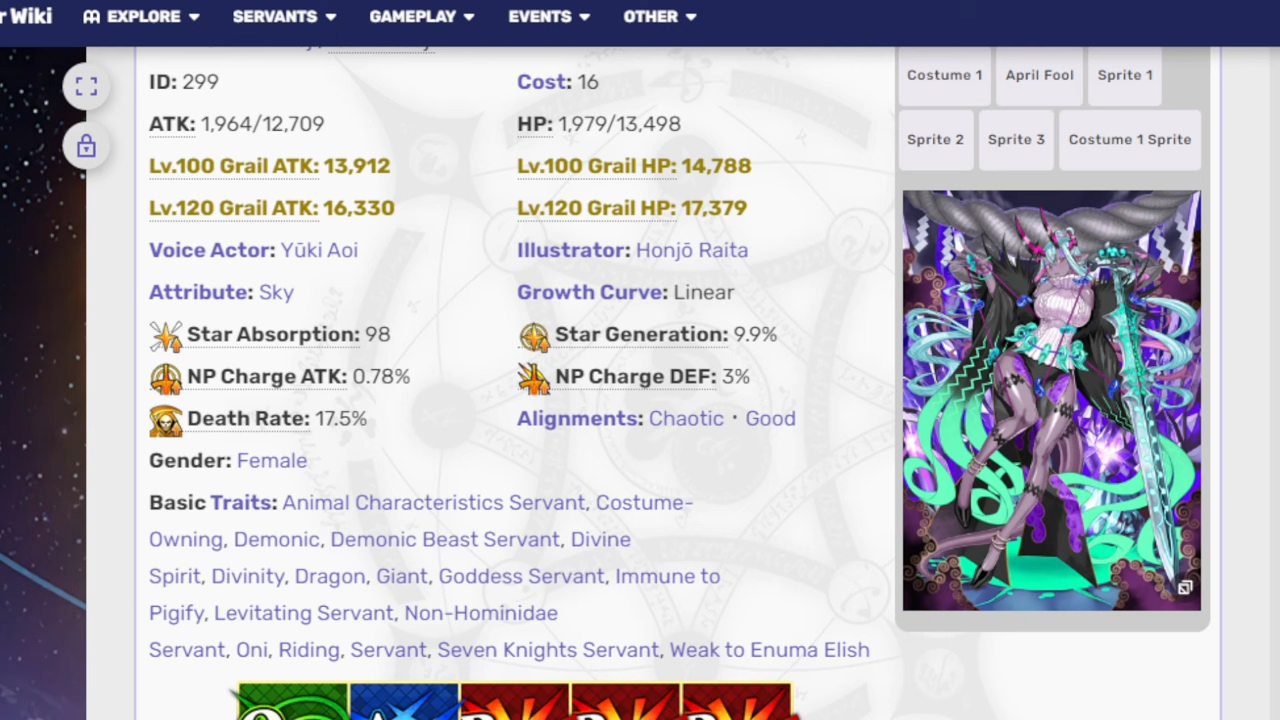 r Wiki EXPLORE SERVANTS GAMEPLAY EVENTS OTHER
ID: 299 Cost: 16
ATK: 1,964/12,709 HP: 1,979/13,498
Lv.100 Grail ATK: 13,912 Lv.100 Grail HP: 14,788
Lv.120 Grail ATK: 16,330 Lv.120 Grail HP: 17,379
Voice Actor: Yūki Aoi Illustrator: Honjō Raita
Attribute: Sky Growth Curve: Linear
Star Absorption: 98 Star Generation: 9.9%
NP Charge ATK: 0.78% NP Charge DEF: 3%
Death Rate: 17.5% Alignments: Chaotic · Good
Gender: Female
Basic Traits: Animal Characteristics Servant, Costume-
Owning, Demonic, Demonic Beast Servant, Divine
Spirit, Divinity, Dragon, Giant, Goddess Servant, Immune to
Pigify, Levitating Servant, Non-Hominidae
Servant, Oni, Riding, Servant, Seven Knights Servant, Weak to Enuma Elish
Costume 1 April Fool Sprite 1
Sprite 2 Sprite 3 Costume 1 Sprite